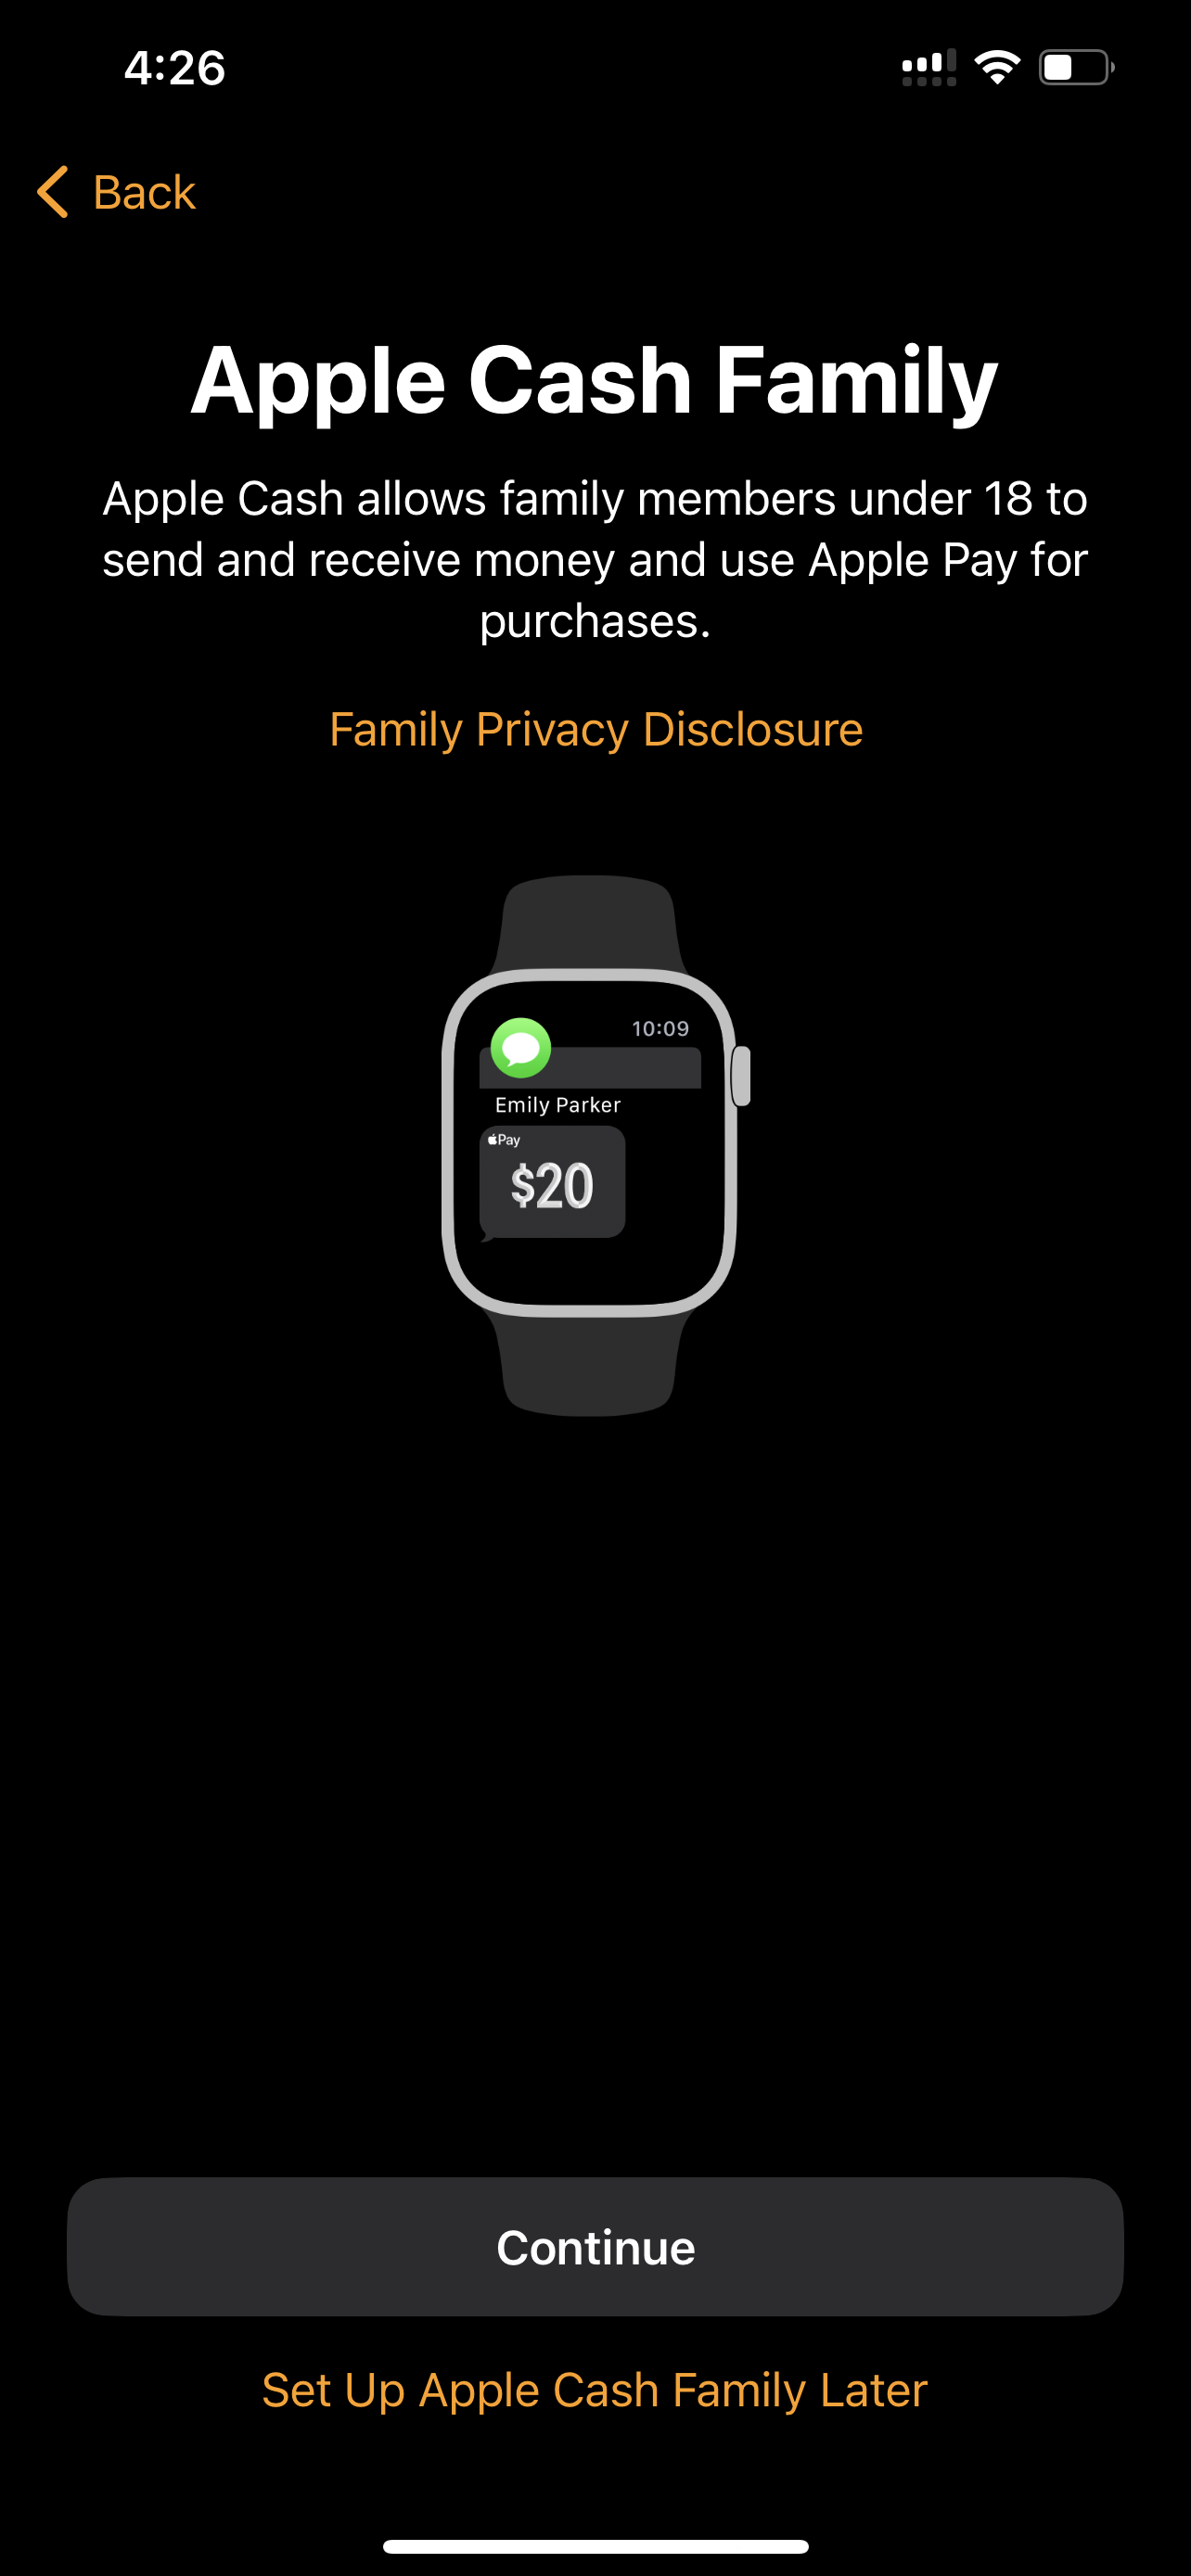 4:26
Back
Apple Cash Family
Apple Cash allows family members under 18 to
send and receive money and use Apple Pay for
purchases.
Family Privacy Disclosure
10:09
Emily Parker
Pay
$20
Continue
Set Up Apple Cash Family Later